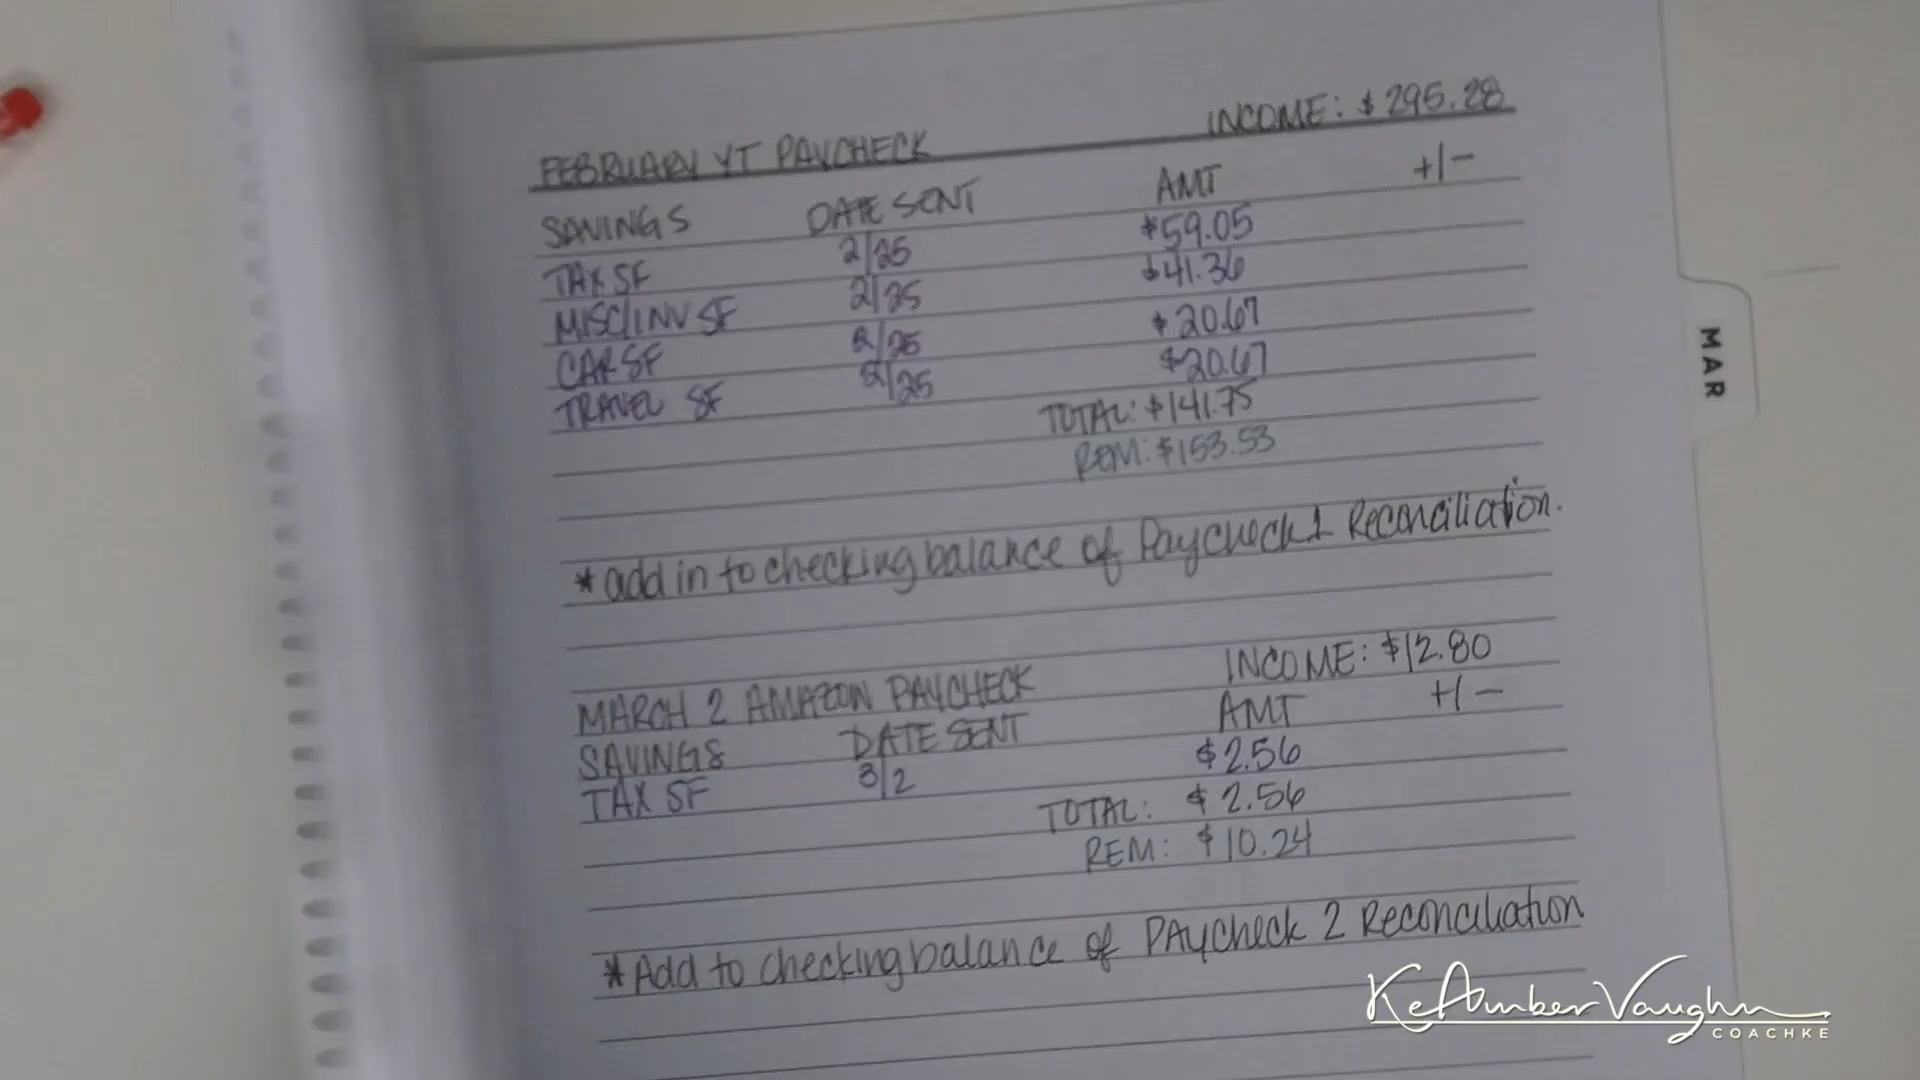 FEBRUARY YT PAYCHECK INCOME: $295.28
SAVINGS DATE SENT AMT +/-
TAX SF 2/25 $59.05
MISC/INV SF 2/25 $41.36
CAR SF 2/25 $20.67
TRAVEL SF 2/25 $20.67
TOTAL: $141.75
REM: $153.53
*add in to checking balance of Paycheck 1 Reconciliation.
MARCH 2 AMAZON PAYCHECK INCOME: $12.80
SAVINGS DATE SENT AMT +/-
TAX SF 3/2 $2.56
TOTAL: $2.56
REM: $10.24
*Add to checking balance of PAycheck 2 Reconciliation
MAR
KeAmber Vaughn
COACHKE